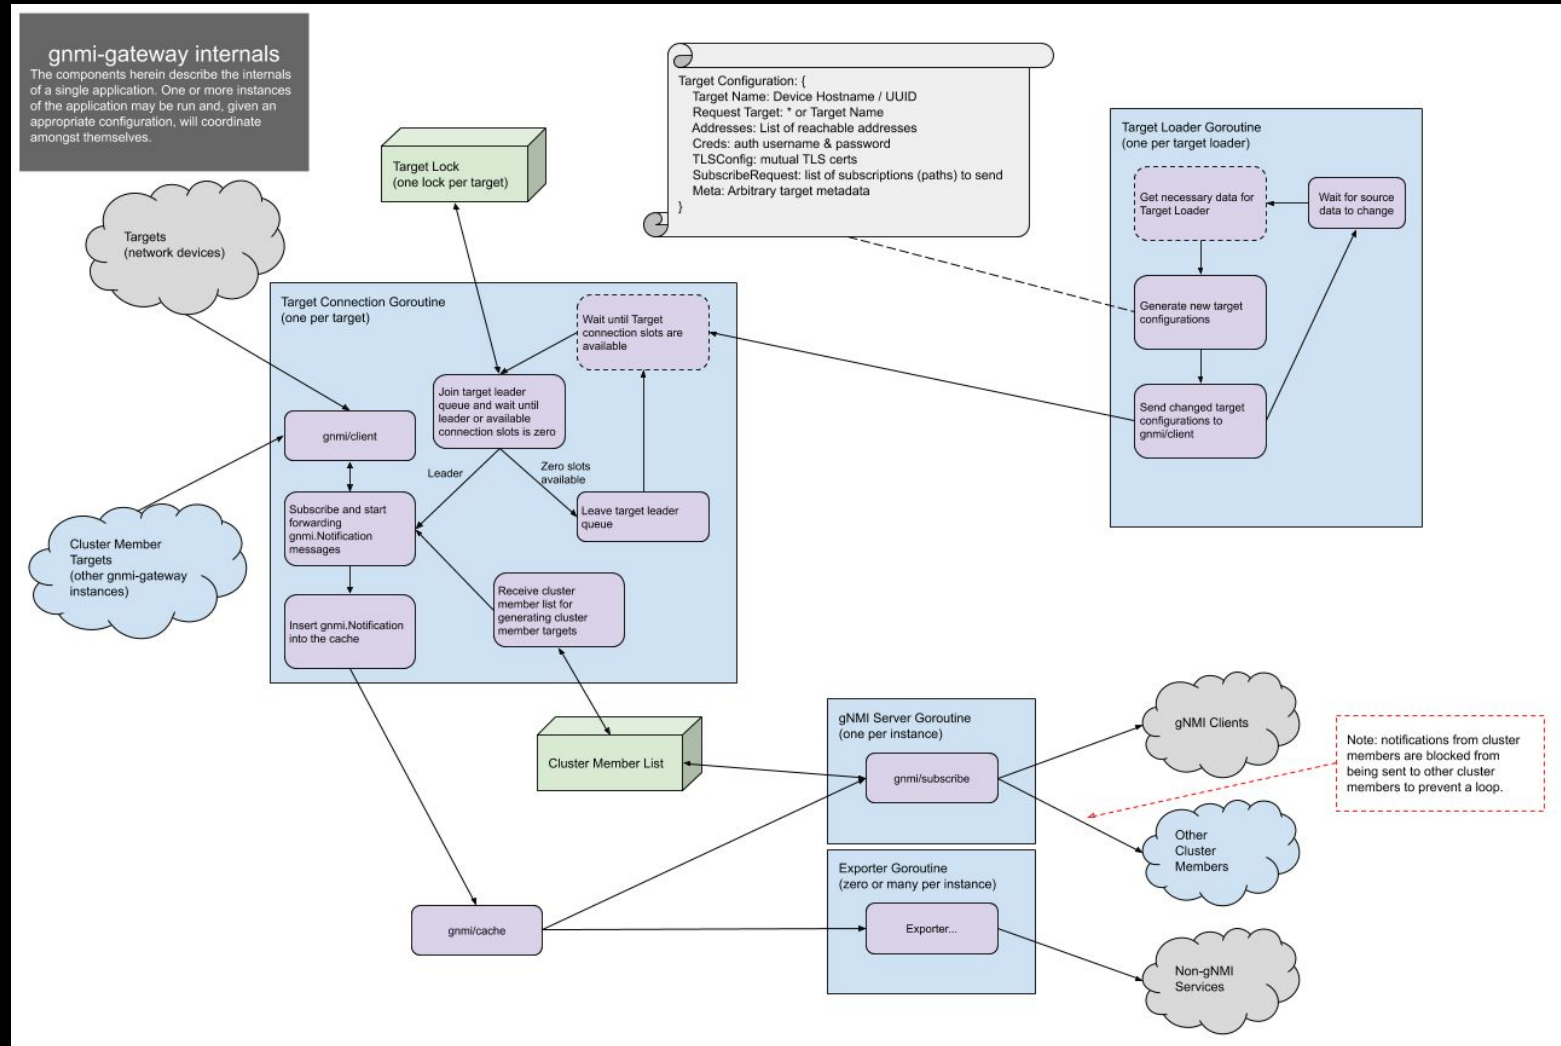 gnmi-gateway internals
The components herein describe the internals
of a single application. One or more instances
of the application may be run and, given an
appropriate configuration, will coordinate
amongst themselves.
Target Configuration: {
Target Name: Device Hostname / UUID
Request Target: * or Target Name
Addresses: List of reachable addresses
Creds: auth username & password
TLSConfig: mutual TLS certs
SubscribeRequest: list of subscriptions (paths) to send
Meta: Arbitrary target metadata
}
Target Lock
(one lock per target)
Target Loader Goroutine
(one per target loader)
Get necessary data for
Target Loader
Wait for source
data to change
Generate new target
configurations
Send changed target
configurations to
gnmi/client
Targets
(network devices)
Target Connection Goroutine
(one per target)
Wait until Target
connection slots are
available
Join target leader
queue and wait until
leader or available
connection slots is zero
gnmi/client
Leader
Zero slots
available
Subscribe and start
forwarding
gnmi.Notification
messages
Leave target leader
queue
Cluster Member
Targets
(other gnmi-gateway
instances)
Receive cluster
member list for
generating cluster
member targets
Insert gnmi.Notification
into the cache
Cluster Member List
gNMI Server Goroutine
(one per instance)
gnmi/subscribe
gNMI Clients
Note: notifications from cluster
members are blocked from
being sent to other cluster
members to prevent a loop.
Other
Cluster
Members
Exporter Goroutine
(zero or many per instance)
Exporter...
gnmi/cache
Non-gNMI
Services